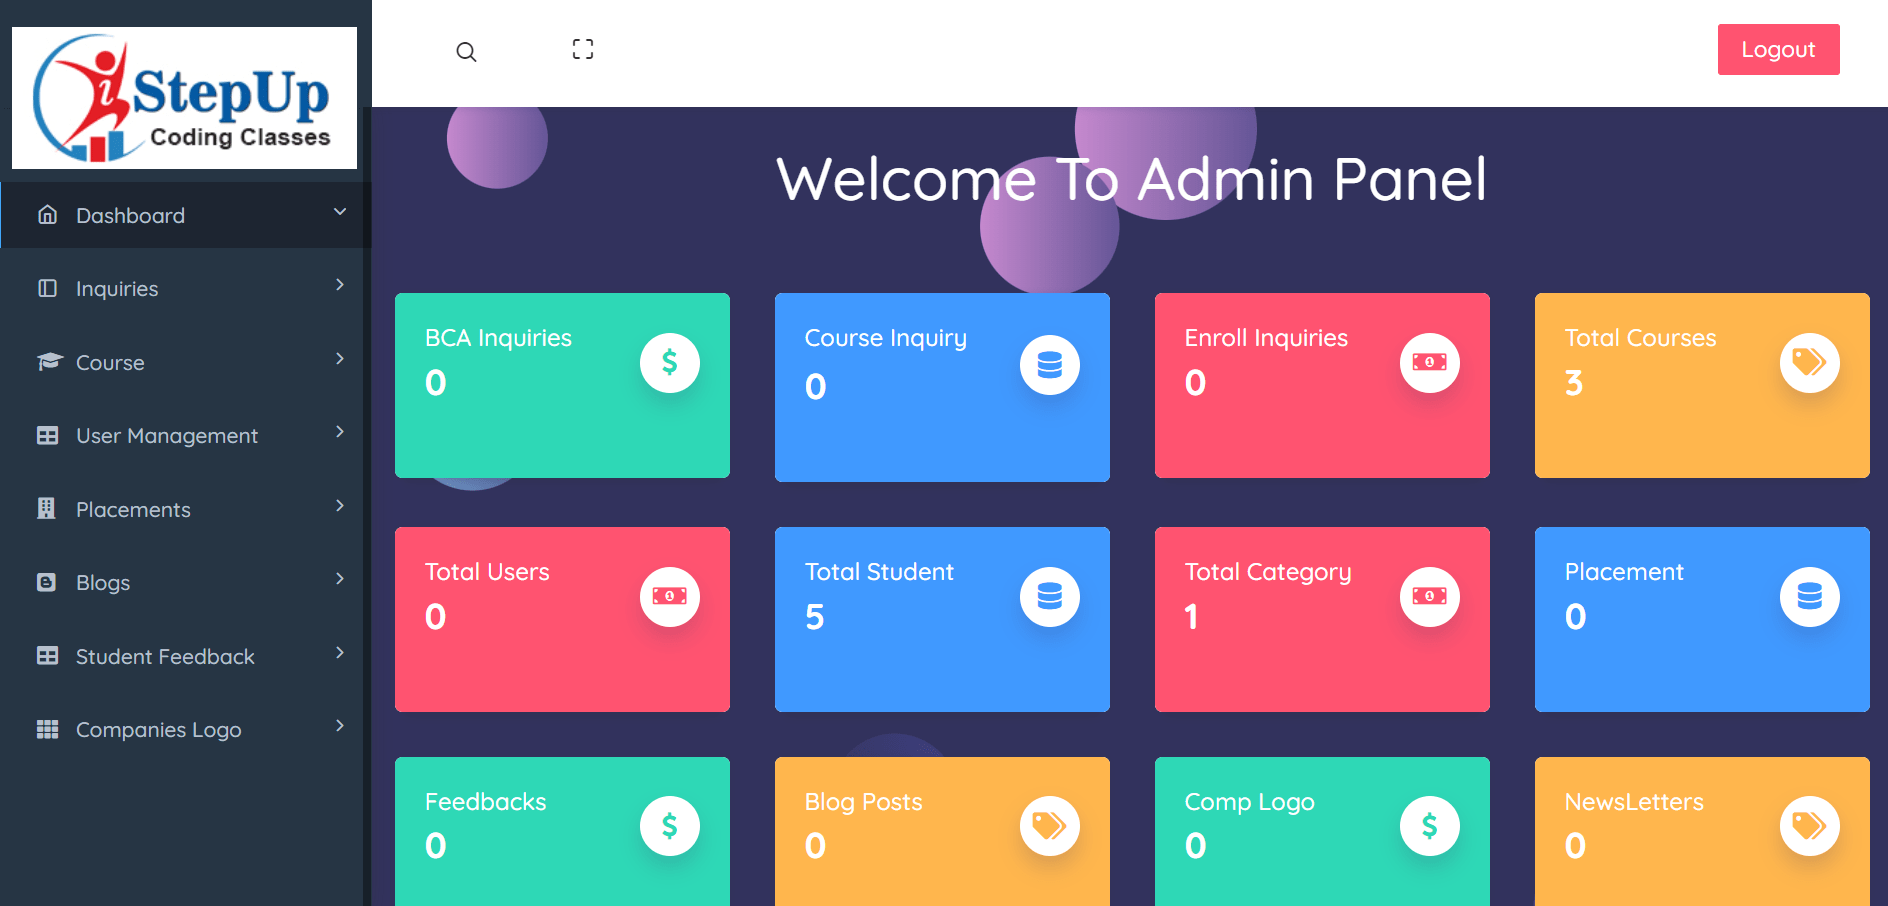 StepUp
Coding Classes
Logout
Dashboard
Inquiries
Course
User Management
Placements
Blogs
Student Feedback
Companies Logo
Welcome To Admin Panel
BCA Inquiries
0
Course Inquiry
0
Enroll Inquiries
0
Total Courses
3
Total Users
0
Total Student
5
Total Category
1
Placement
0
Feedbacks
0
Blog Posts
0
Comp Logo
0
NewsLetters
0